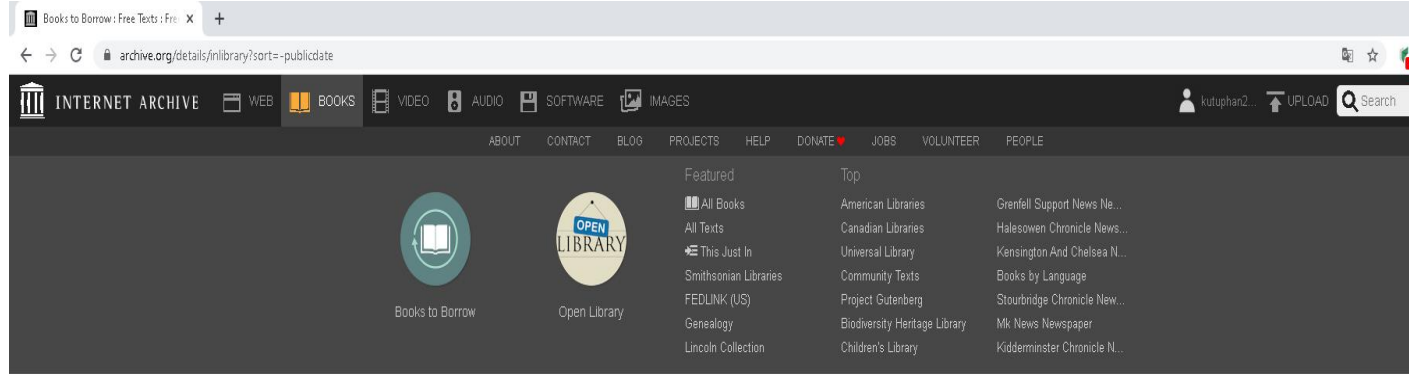 Books to Borrow : Free Texts : Fre
archive.org/details/inlibrary?sort=-publicdate
INTERNET ARCHIVE WEB BOOKS VIDEO AUDIO SOFTWARE IMAGES kutuphan2... UPLOAD Search
ABOUT CONTACT BLOG PROJECTS HELP DONATE JOBS VOLUNTEER PEOPLE
OPEN
LIBRARY
Books to Borrow
Open Library
Featured
All Books
All Texts
This Just In
Smithsonian Libraries
FEDLINK (US)
Genealogy
Lincoln Collection
Top
American Libraries
Canadian Libraries
Universal Library
Community Texts
Project Gutenberg
Biodiversity Heritage Library
Children's Library
Grenfell Support News Ne...
Halesowen Chronicle News...
Kensington And Chelsea N...
Books by Language
Stourbridge Chronicle New...
Mk News Newspaper
Kidderminster Chronicle N...